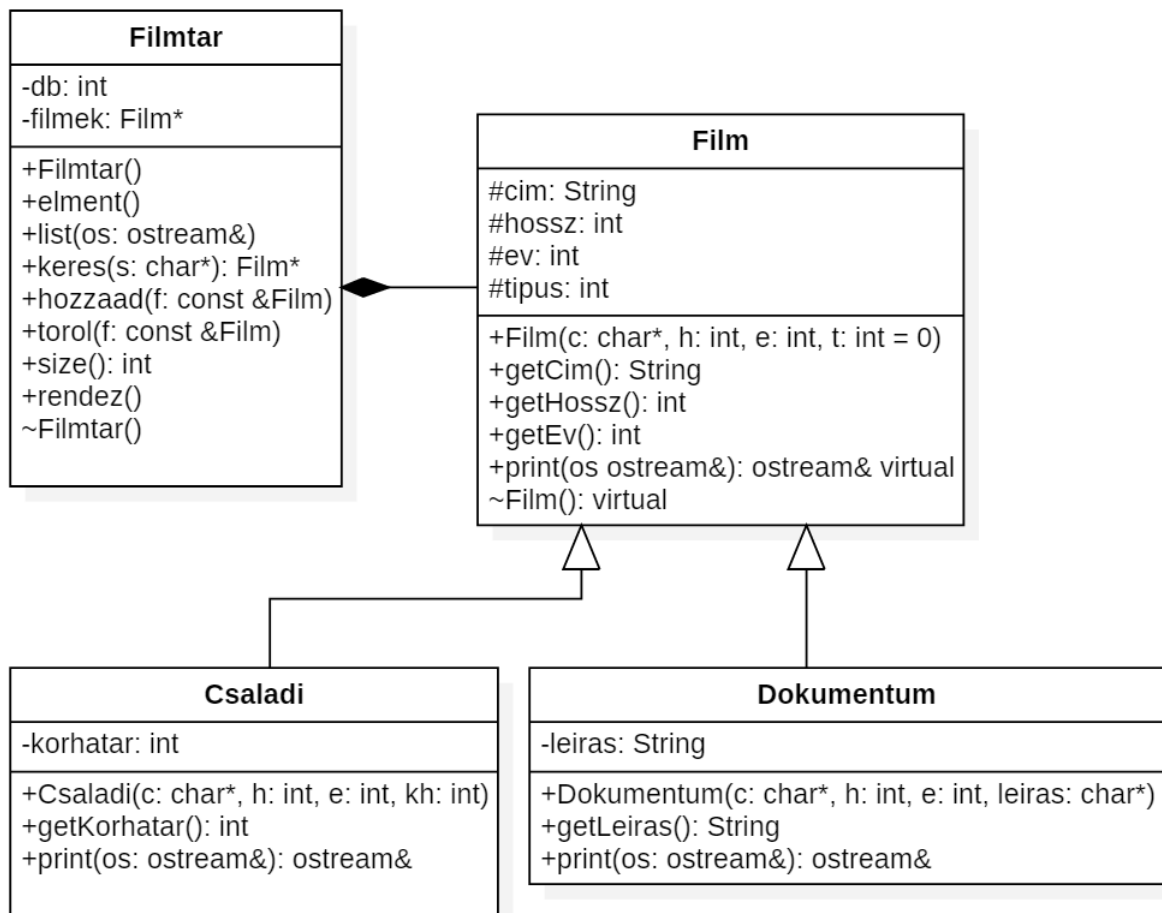 Filmtar
-db: int
-filmek: Film*
+Filmtar()
+elment()
+list(os: ostream&)
+keres(s: char*): Film*
+hozzaad(f: const &Film)
+torol(f: const &Film)
+size(): int
+rendez()
~Filmtar()
Film
#cim: String
#hossz: int
#ev: int
#tipus: int
+Film(c: char*, h: int, e: int, t: int = 0)
+getCim(): String
+getHossz(): int
+getEv(): int
+print(os ostream&): ostream& virtual
~Film(): virtual
Csaladi
-korhatar: int
+Csaladi(c: char*, h: int, e: int, kh: int)
+getKorhatar(): int
+print(os: ostream&): ostream&
Dokumentum
-leiras: String
+Dokumentum(c: char*, h: int, e: int, leiras: char*)
+getLeiras(): String
+print(os: ostream&): ostream&